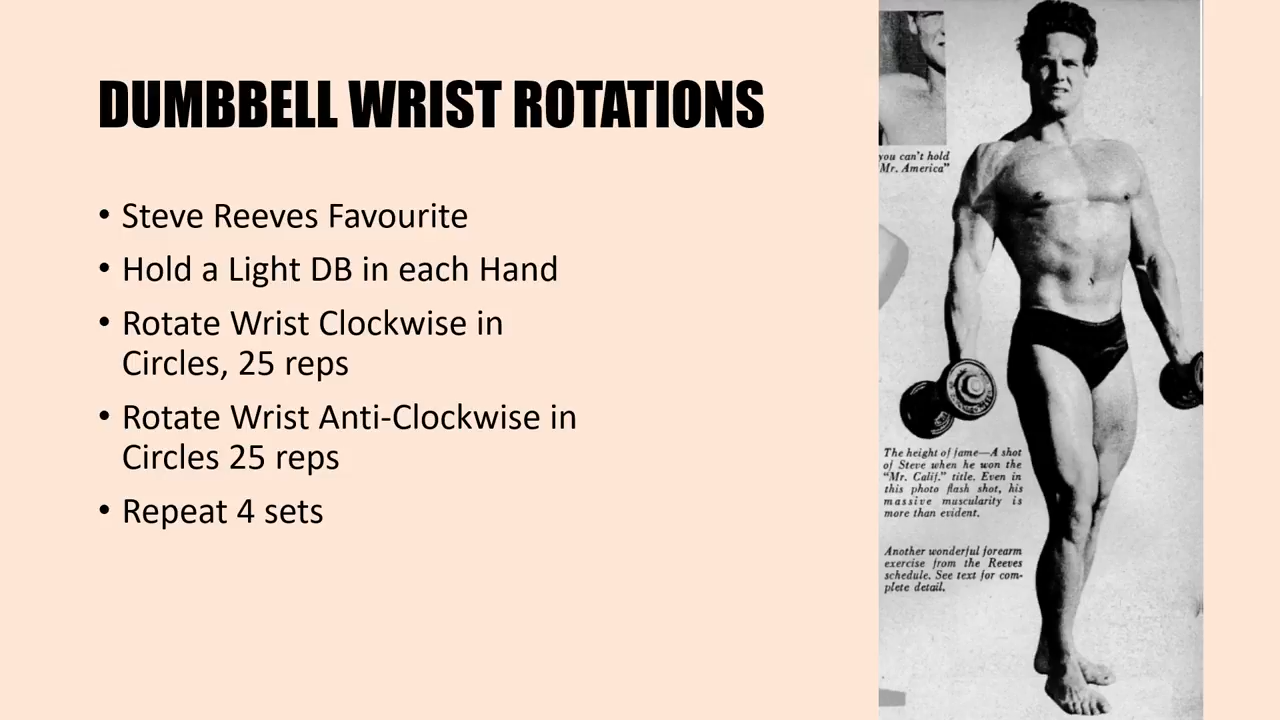 DUMBBELL WRIST ROTATIONS
• Steve Reeves Favourite
• Hold a Light DB in each Hand
• Rotate Wrist Clockwise in
Circles, 25 reps
• Rotate Wrist Anti-Clockwise in
Circles 25 reps
• Repeat 4 sets
you can't hold
"Mr. America"
The height of fame—A shot
of Steve when he won the
"Mr. Calif." title. Even in
this photo flash shot, his
massive muscularity is
more than evident.
Another wonderful forearm
exercise from the Reeves
schedule. See text for com-
plete detail.